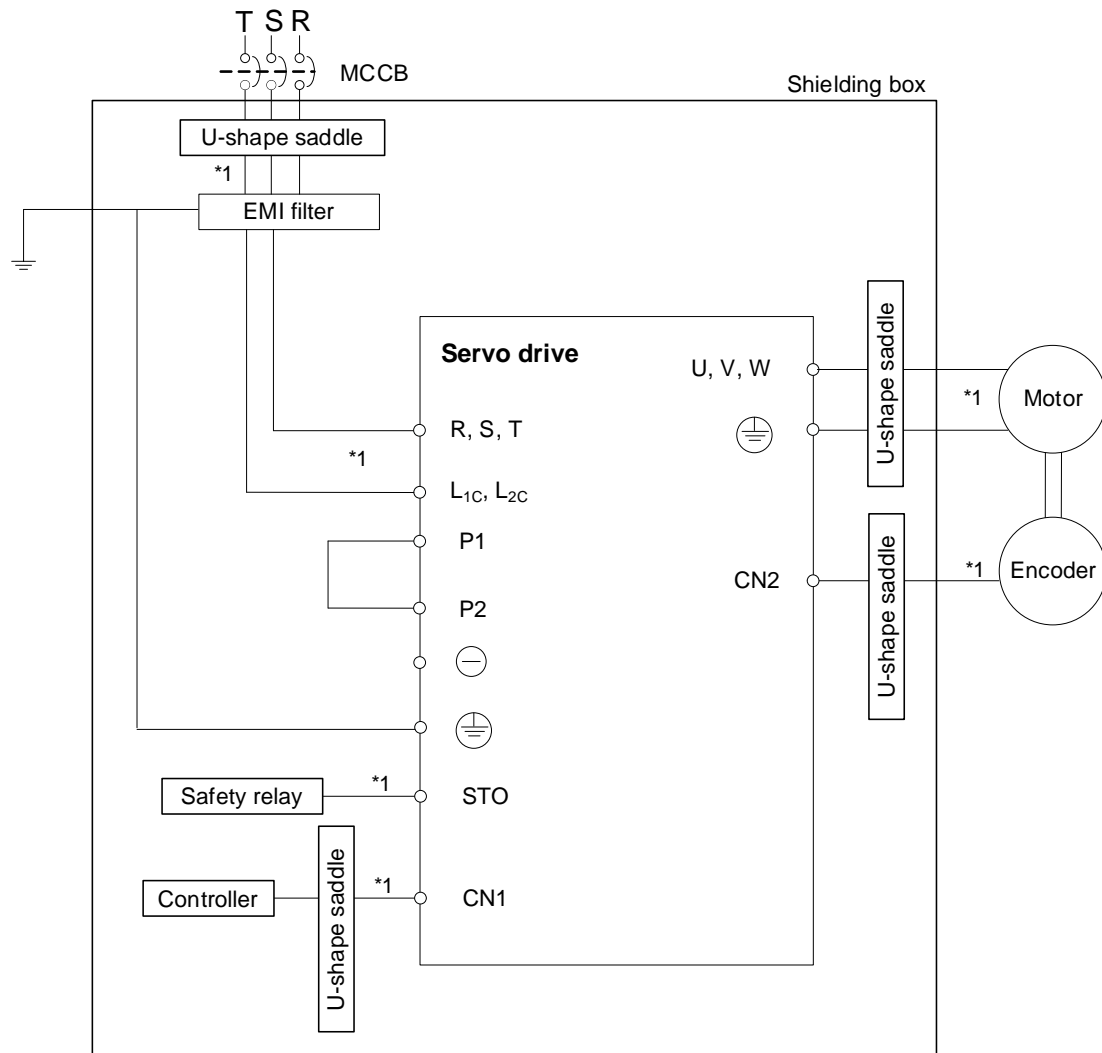 T S R
MCCB
Shielding box
U-shape saddle
*1
EMI filter
Servo drive
U, V, W
R, S, T
*1
L1C, L2C
P1
P2
STO
CN1
CN2
U-shape saddle
*1
Motor
U-shape saddle
*1
Encoder
Safety relay
*1
Controller
U-shape saddle
*1